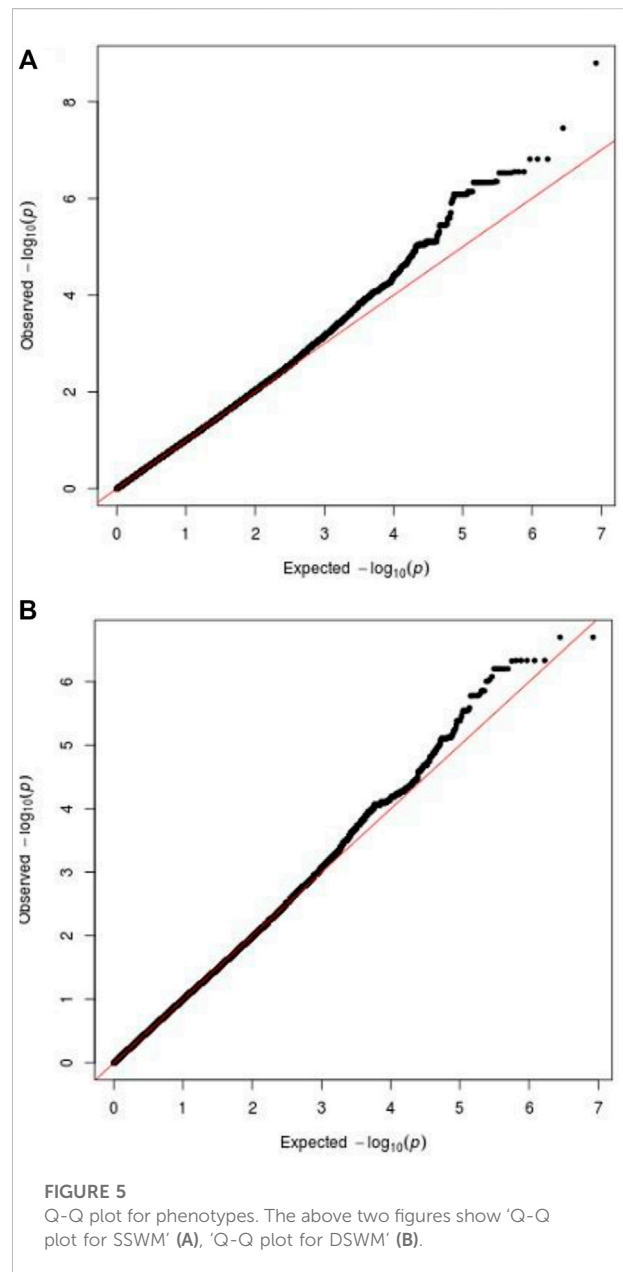 A
Observed −log10(p)
8
6
4
2
0
0 1 2 3 4 5 6 7
Expected −log10(p)
B
Observed −log10(p)
6
5
4
3
2
1
0
0 1 2 3 4 5 6 7
Expected −log10(p)
FIGURE 5
Q-Q plot for phenotypes. The above two figures show ‘Q-Q
plot for SSWM’ (A), ‘Q-Q plot for DSWM’ (B).